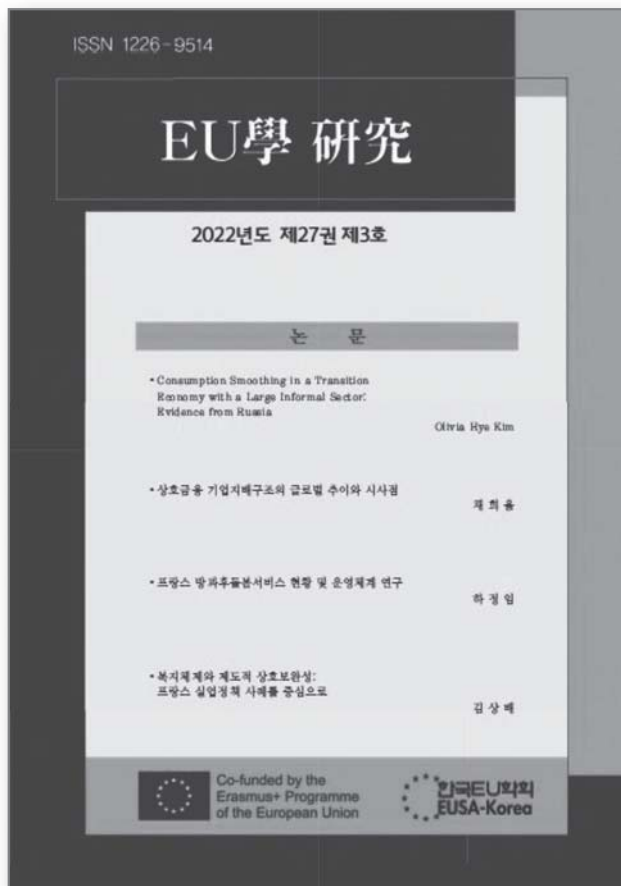 ISSN 1226-9514
EU學 研究
2022년도 제27권 제3호
논 문
• Consumption Smoothing in a Transition
Economy with a Large Informal Sector:
Evidence from Russia
Olivia Hye Kim
• 상호금융 기업지배구조의 글로벌 추이와 시사점
채 희 율
• 프랑스 방과후돌봄서비스 현황 및 운영체계 연구
하 정 임
• 복지체제와 제도적 상호보완성:
프랑스 실업정책 사례를 중심으로
김 상 배
Co-funded by the
Erasmus+ Programme
of the European Union
한국EU학회
EUSA-Korea